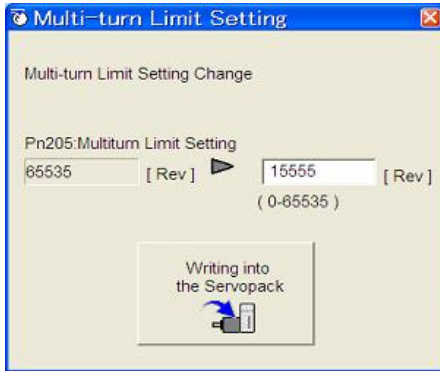 Multi-turn Limit Setting
Multi-turn Limit Setting Change
Pn205:Multiturn Limit Setting
65535 [ Rev ] 15555 [ Rev ]
( 0-65535 )
Writing into
the Servopack